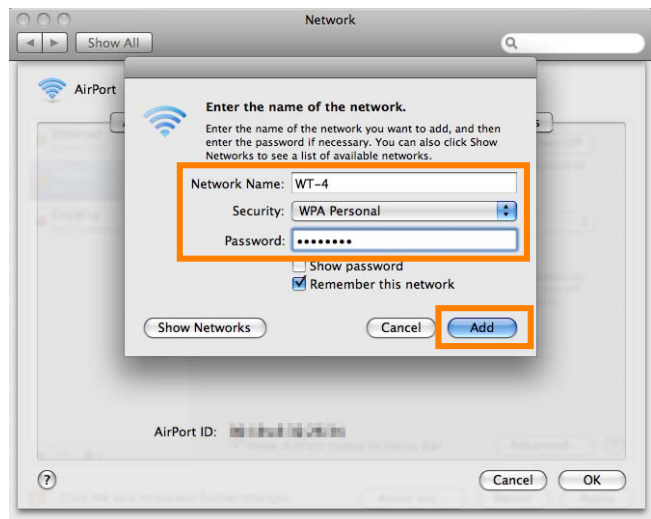 Network
Show All
AirPort
Enter the name of the network.
Enter the name of the network you want to add, and then
enter the password if necessary. You can also click Show
Networks to see a list of available networks.
Network Name: WT-4
Security: WPA Personal
Password: ••••••••
Show password
Remember this network
Show Networks Cancel Add
AirPort ID:
? Cancel OK